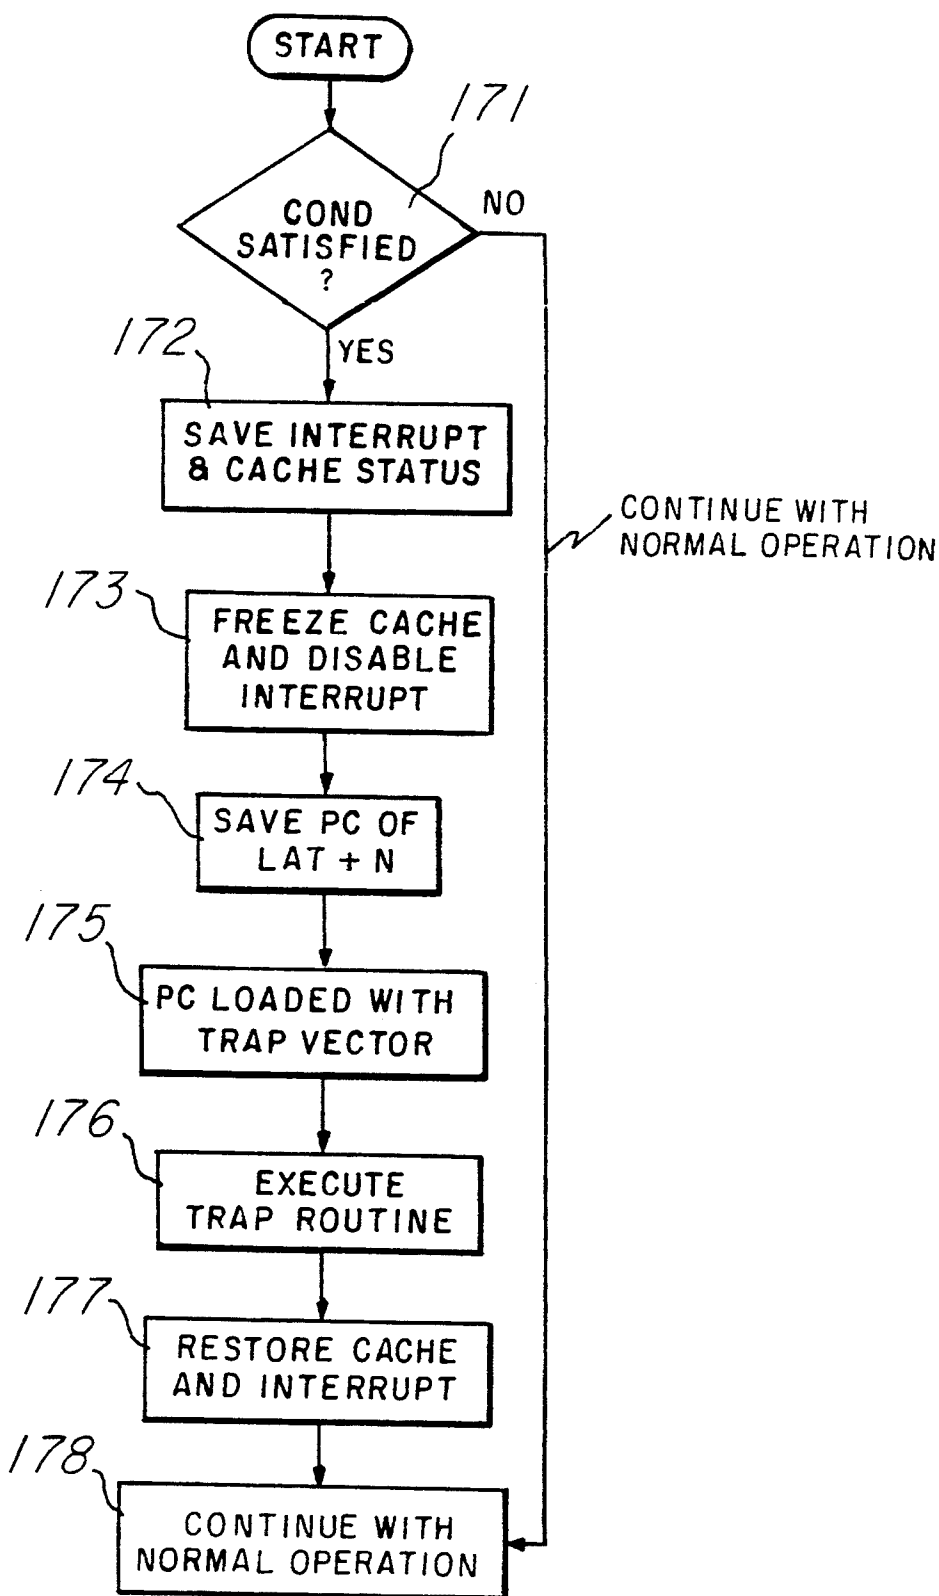 START
171
COND
SATISFIED
?
NO
YES
172
SAVE INTERRUPT
& CACHE STATUS
CONTINUE WITH
NORMAL OPERATION
173
FREEZE CACHE
AND DISABLE
INTERRUPT
174
SAVE PC OF
LAT + N
175
PC LOADED WITH
TRAP VECTOR
176
EXECUTE
TRAP ROUTINE
177
RESTORE CACHE
AND INTERRUPT
178
CONTINUE WITH
NORMAL OPERATION